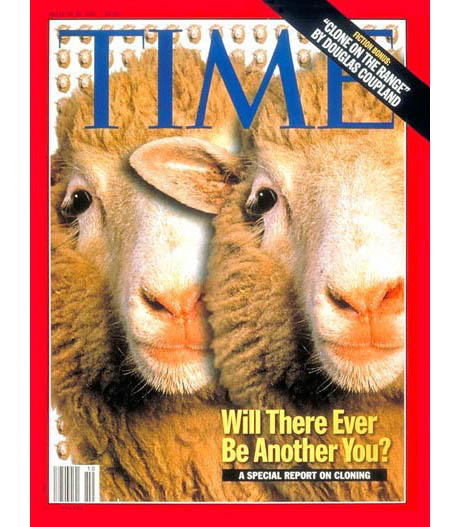 TIME
FICTION BONUS:
"CLONE ON THE RANGE"
BY DOUGLAS COUPLAND
Will There Ever
Be Another You?
A SPECIAL REPORT ON CLONING
10